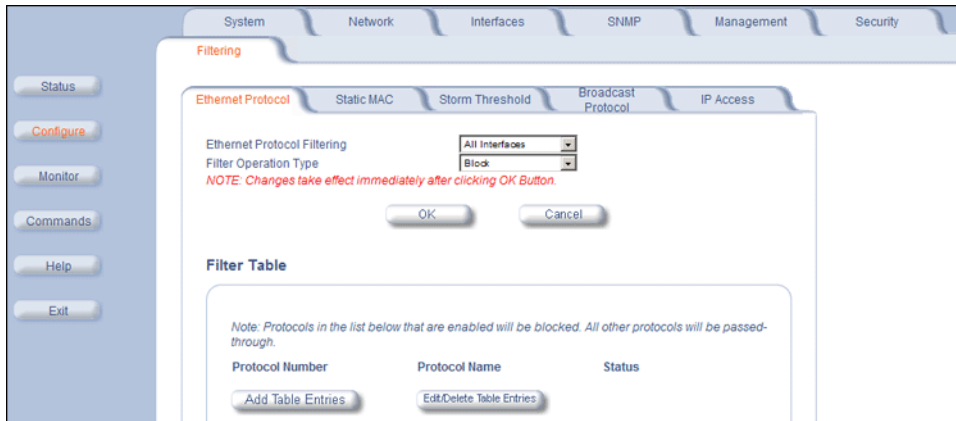 System Network Interfaces SNMP Management Security
Filtering
Status
Configure
Monitor
Commands
Help
Exit
Ethernet Protocol Static MAC Storm Threshold Broadcast Protocol IP Access
Ethernet Protocol Filtering All Interfaces
Filter Operation Type Block
NOTE: Changes take effect immediately after clicking OK Button.
OK Cancel
Filter Table
Note: Protocols in the list below that are enabled will be blocked. All other protocols will be passed-
through.
Protocol Number Protocol Name Status
Add Table Entries Edit/Delete Table Entries